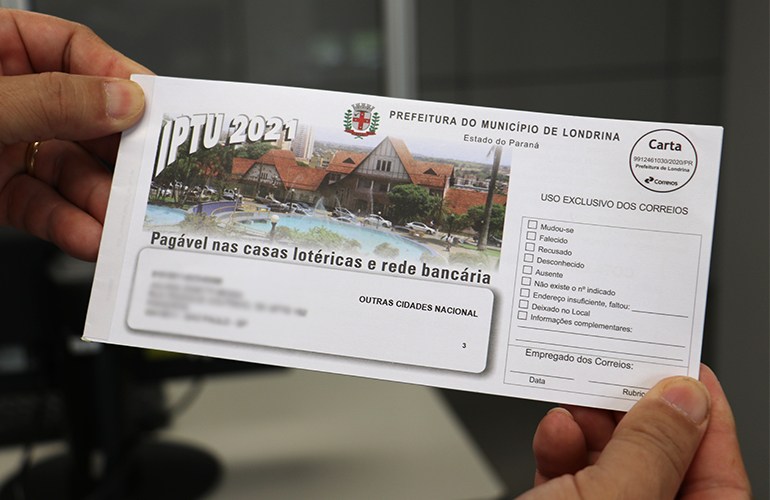 IPTU 2021
PREFEITURA DO MUNICÍPIO DE LONDRINA
Estado do Paraná
Carta
9912461030/2020/PR
Prefeitura de Londrina
Correios
Pagável nas casas lotéricas e rede bancária
OUTRAS CIDADES NACIONAL
3
USO EXCLUSIVO DOS CORREIOS
Mudou-se
Falecido
Recusado
Desconhecido
Ausente
Não existe o nº indicado
Endereço insuficiente, faltou:
Deixado no Local
Informações complementares:
Empregado dos Correios:
Data